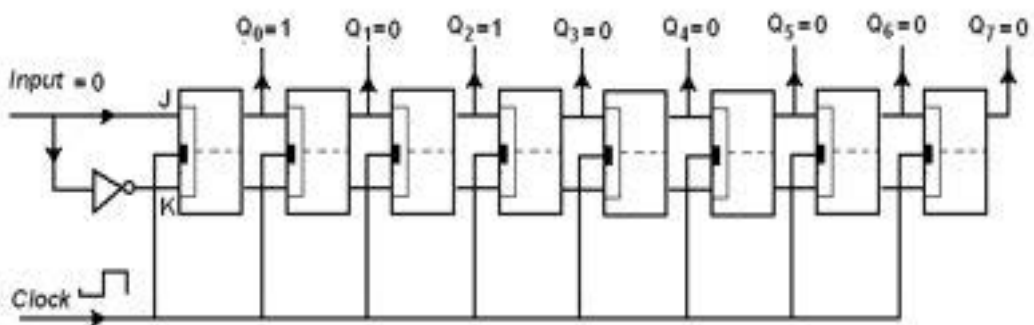 Q₀=1 Q₁=0 Q₂=1 Q₃=0 Q₄=0 Q₅=0 Q₆=0 Q₇=0
Input = 0
J
K
Clock